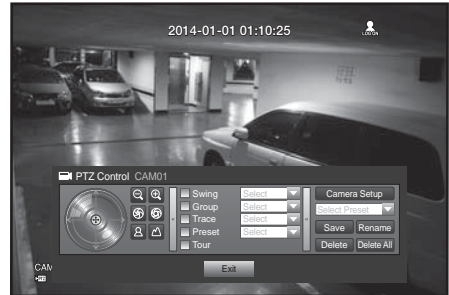 2014-01-01 01:10:25
LOG ON
PTZ Control CAM01
Swing Select
Group Select
Trace Select
Preset Select
Tour
Camera Setup
Select Preset
Save Rename
Delete Delete All
Exit
CAM